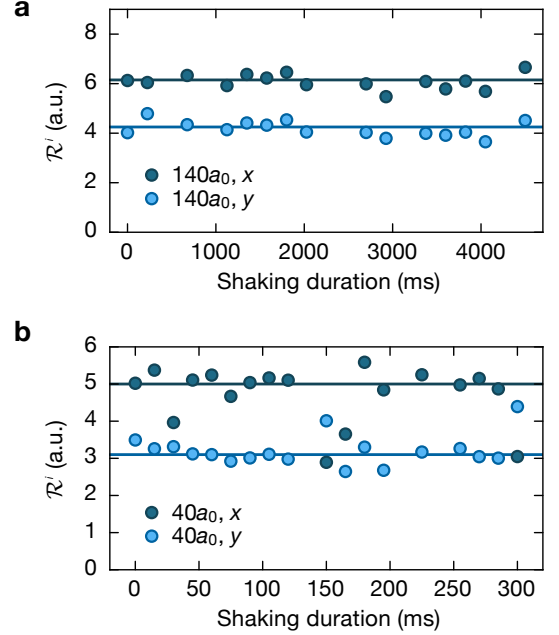 a
8
6
4
2
0
ℛⁱ (a.u.)
140a₀, x
140a₀, y
0 1000 2000 3000 4000
Shaking duration (ms)
b
6
5
4
3
2
1
0
ℛⁱ (a.u.)
40a₀, x
40a₀, y
0 50 100 150 200 250 300
Shaking duration (ms)